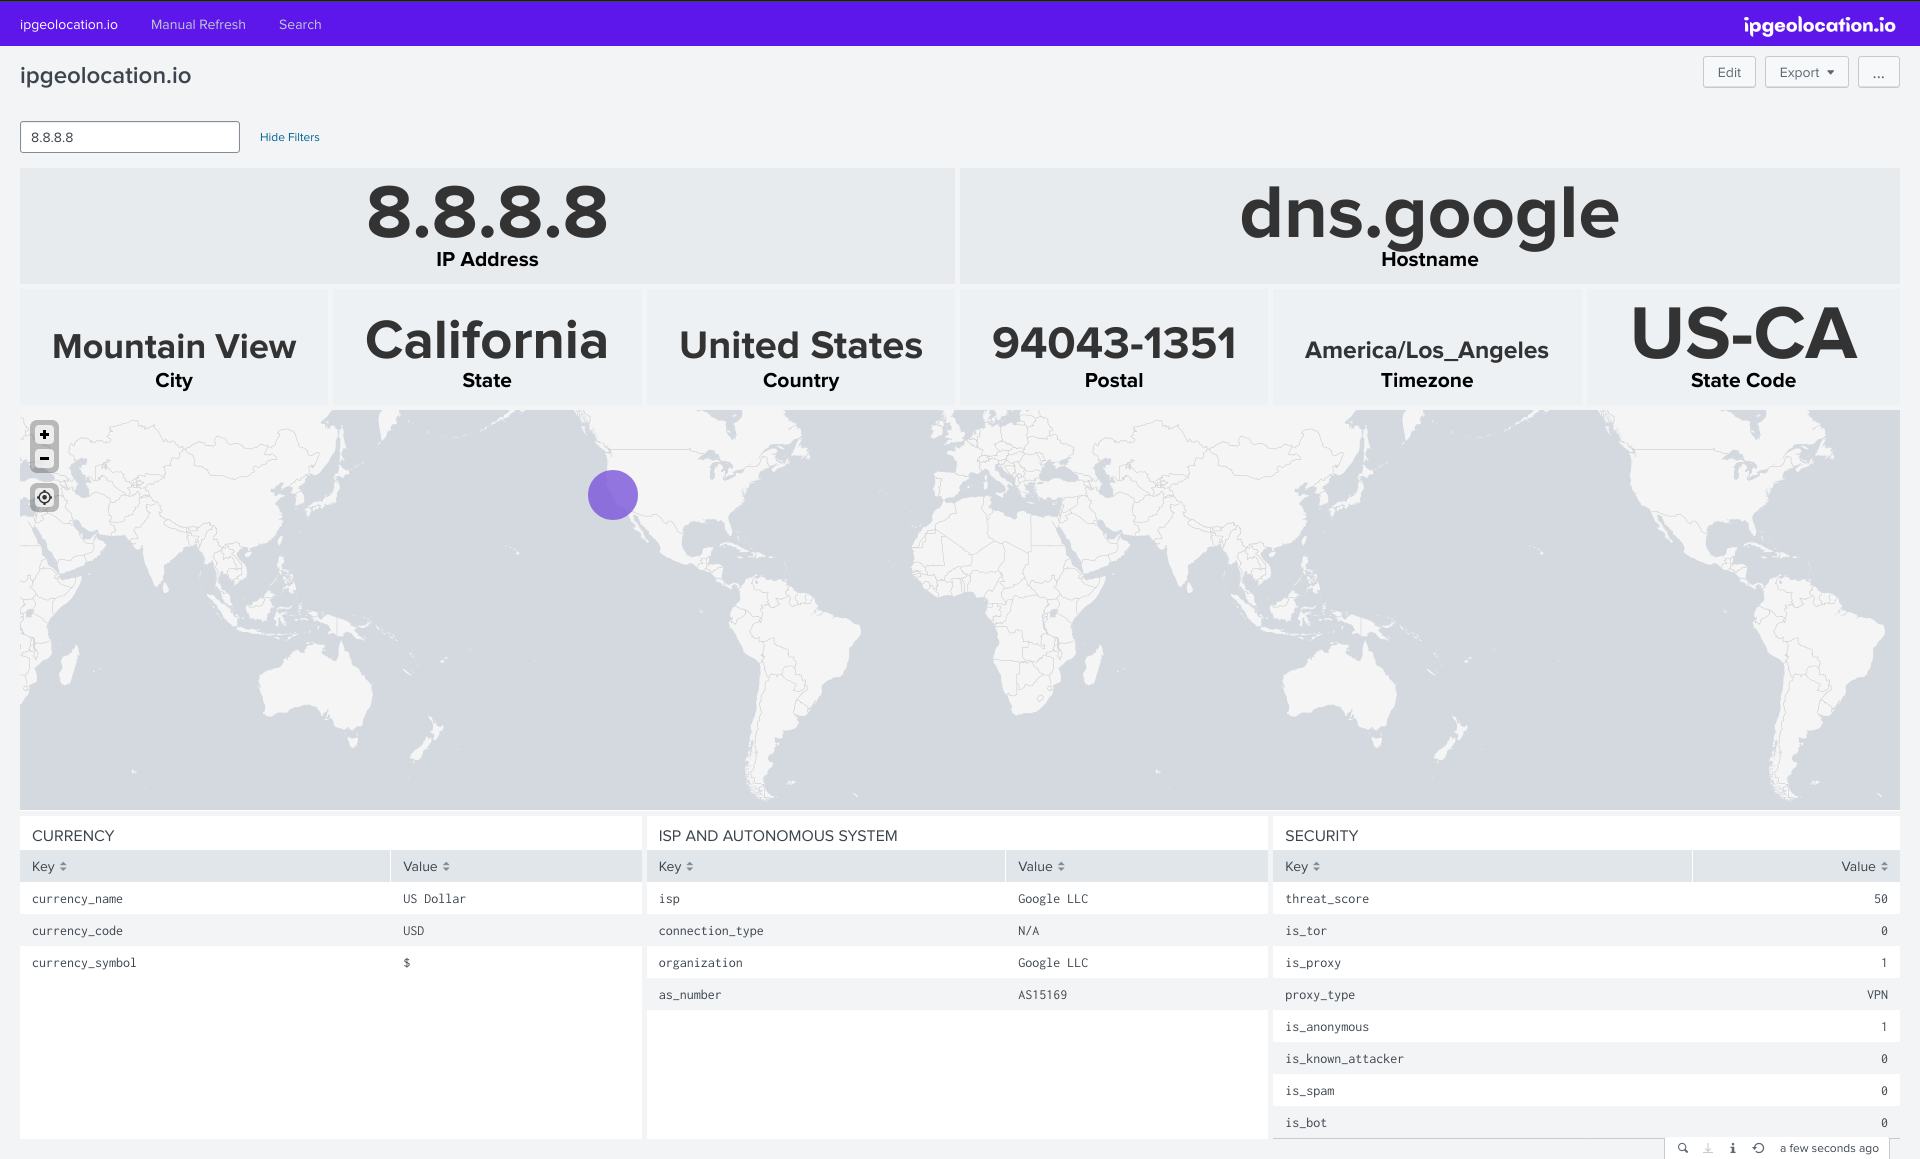 ipgeolocation.io Manual Refresh Search ipgeolocation.io
ipgeolocation.io Edit Export ...
8.8.8.8 Hide Filters
8.8.8.8 dns.google
IP Address Hostname
Mountain View California United States 94043-1351 America/Los_Angeles US-CA
City State Country Postal Timezone State Code
+
−
CURRENCY ISP AND AUTONOMOUS SYSTEM SECURITY
Key Value Key Value Key Value
currency_name US Dollar isp Google LLC threat_score 50
currency_code USD connection_type N/A is_tor 0
currency_symbol $ organization Google LLC is_proxy 1
as_number AS15169 proxy_type VPN
is_anonymous 1
is_known_attacker 0
is_spam 0
is_bot 0
a few seconds ago